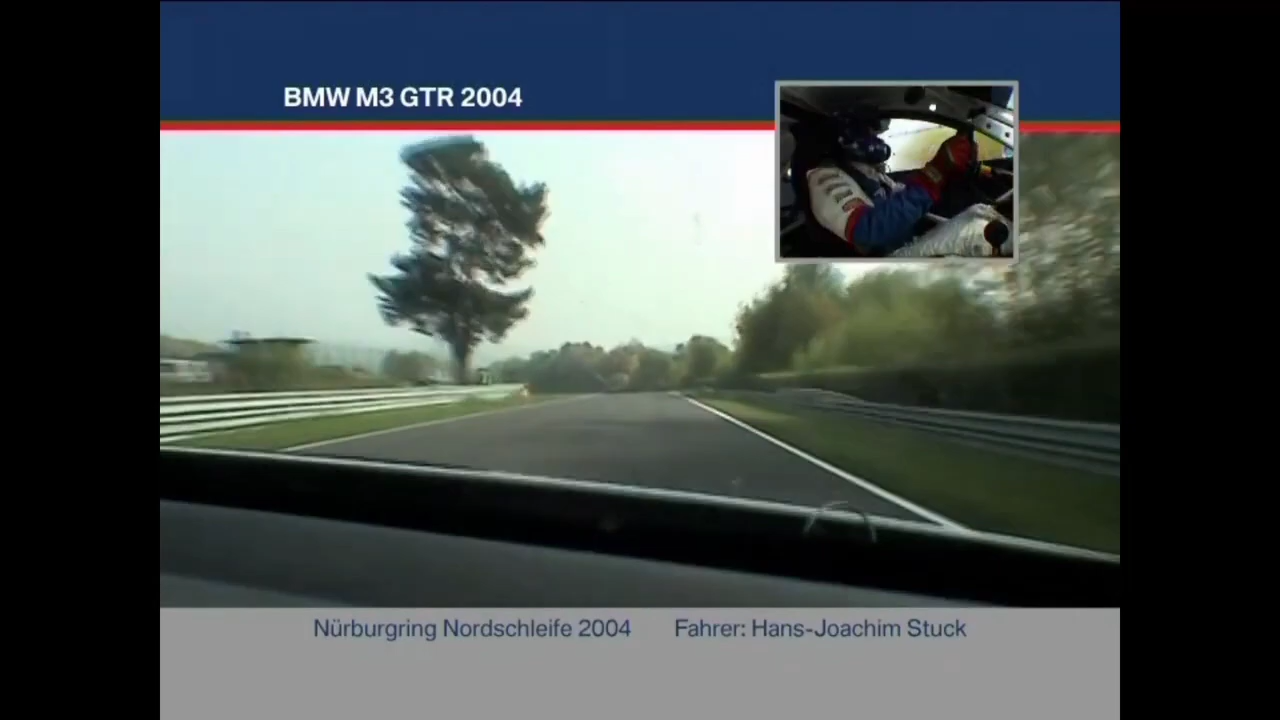 BMW M3 GTR 2004
Nürburgring Nordschleife 2004 Fahrer: Hans-Joachim Stuck